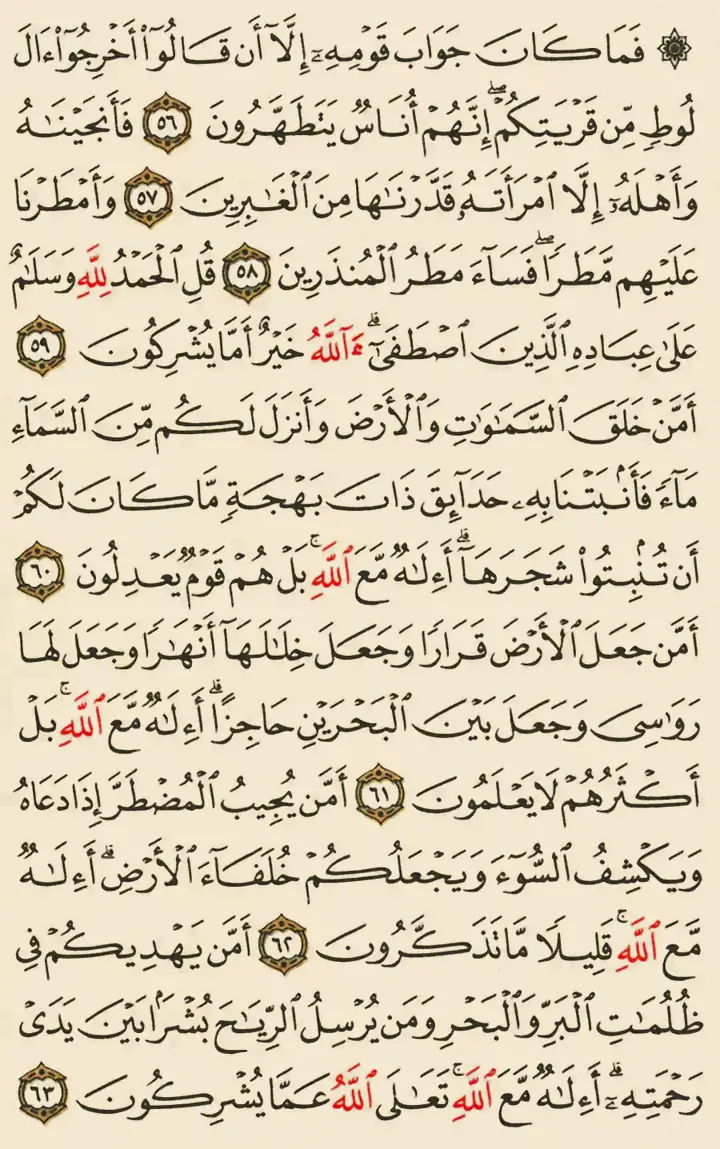 ۞ فَمَا كَانَ جَوَابَ قَوْمِهِۦٓ إِلَّآ أَن قَالُوٓا۟ أَخْرِجُوٓا۟ ءَالَ
لُوطٍ مِّن قَرْيَتِكُمْ ۖ إِنَّهُمْ أُنَاسٌ يَتَطَهَّرُونَ ٥٦ فَأَنجَيْنَـٰهُ
وَأَهْلَهُۥٓ إِلَّا ٱمْرَأَتَهُۥ قَدَّرْنَـٰهَا مِنَ ٱلْغَـٰبِرِينَ ٥٧ وَأَمْطَرْنَا
عَلَيْهِم مَّطَرًا ۖ فَسَآءَ مَطَرُ ٱلْمُنذَرِينَ ٥٨ قُلِ ٱلْحَمْدُ لِلَّهِ وَسَلَـٰمٌ
عَلَىٰ عِبَادِهِ ٱلَّذِينَ ٱصْطَفَىٰٓ ۗ ءَآللَّهُ خَيْرٌ أَمَّا يُشْرِكُونَ ٥٩
أَمَّنْ خَلَقَ ٱلسَّمَـٰوَٰتِ وَٱلْأَرْضَ وَأَنزَلَ لَكُم مِّنَ ٱلسَّمَآءِ
مَآءً فَأَنۢبَتْنَا بِهِۦ حَدَآئِقَ ذَاتَ بَهْجَةٍ مَّا كَانَ لَكُمْ
أَن تُنۢبِتُوا۟ شَجَرَهَآ ۗ أَءِلَـٰهٌ مَّعَ ٱللَّهِ ۚ بَلْ هُمْ قَوْمٌ يَعْدِلُونَ ٦٠
أَمَّن جَعَلَ ٱلْأَرْضَ قَرَارًا وَجَعَلَ خِلَـٰلَهَآ أَنْهَـٰرًا وَجَعَلَ لَهَا
رَوَٰسِىَ وَجَعَلَ بَيْنَ ٱلْبَحْرَيْنِ حَاجِزًا ۗ أَءِلَـٰهٌ مَّعَ ٱللَّهِ ۚ بَلْ
أَكْثَرُهُمْ لَا يَعْلَمُونَ ٦١ أَمَّن يُجِيبُ ٱلْمُضْطَرَّ إِذَا دَعَاهُ
وَيَكْشِفُ ٱلسُّوٓءَ وَيَجْعَلُكُمْ خُلَفَآءَ ٱلْأَرْضِ ۗ أَءِلَـٰهٌ
مَّعَ ٱللَّهِ ۚ قَلِيلًا مَّا تَذَكَّرُونَ ٦٢ أَمَّن يَهْدِيكُمْ فِى
ظُلُمَـٰتِ ٱلْبَرِّ وَٱلْبَحْرِ وَمَن يُرْسِلُ ٱلرِّيَـٰحَ بُشْرًۢا بَيْنَ يَدَىْ
رَحْمَتِهِۦٓ ۗ أَءِلَـٰهٌ مَّعَ ٱللَّهِ ۚ تَعَـٰلَى ٱللَّهُ عَمَّا يُشْرِكُونَ ٦٣